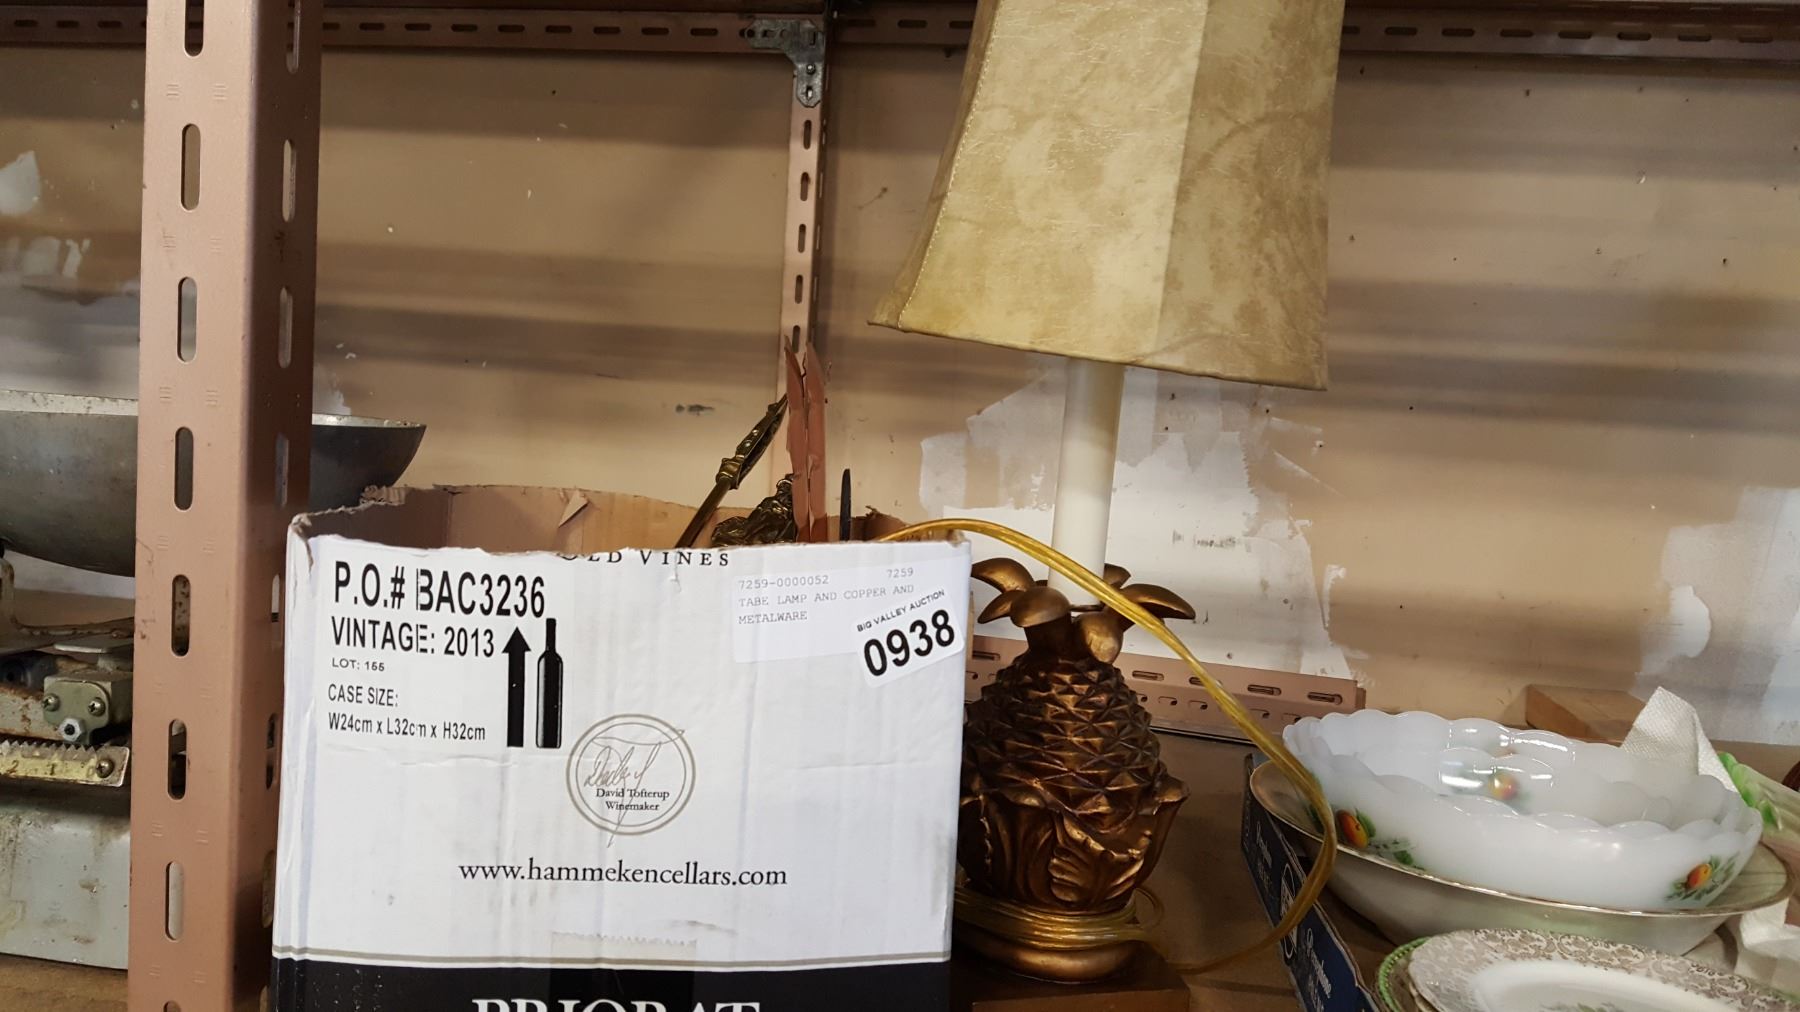 OLD VINES
P.O.# BAC3236
VINTAGE: 2013
LOT: 155
CASE SIZE:
W24cm x L32cm x H32cm
7259-0000052 7259
TABE LAMP AND COPPER AND
METALWARE
BIG VALLEY AUCTION
0938
David Tofterup
Winemaker
www.hammekencellars.com
PRIORAT